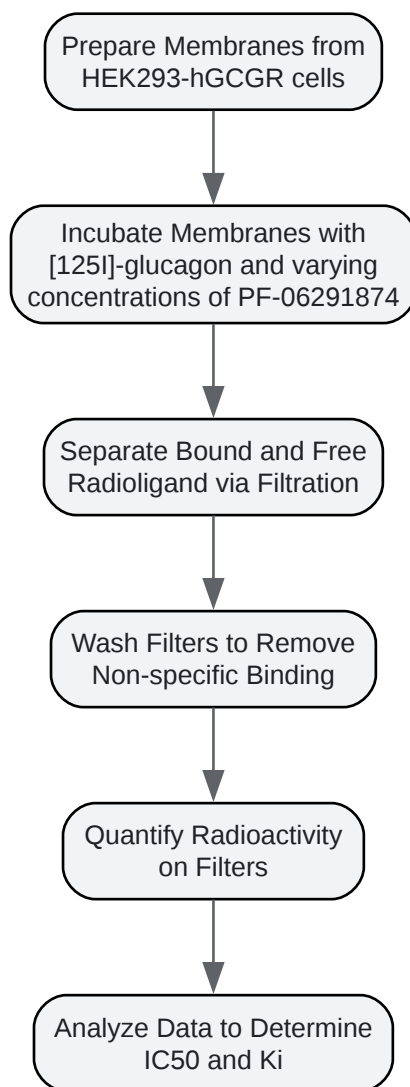 Prepare Membranes from
HEK293-hGCGR cells
Incubate Membranes with
[125I]-glucagon and varying
concentrations of PF-06291874
Separate Bound and Free
Radioligand via Filtration
Wash Filters to Remove
Non-specific Binding
Quantify Radioactivity
on Filters
Analyze Data to Determine
IC50 and Ki